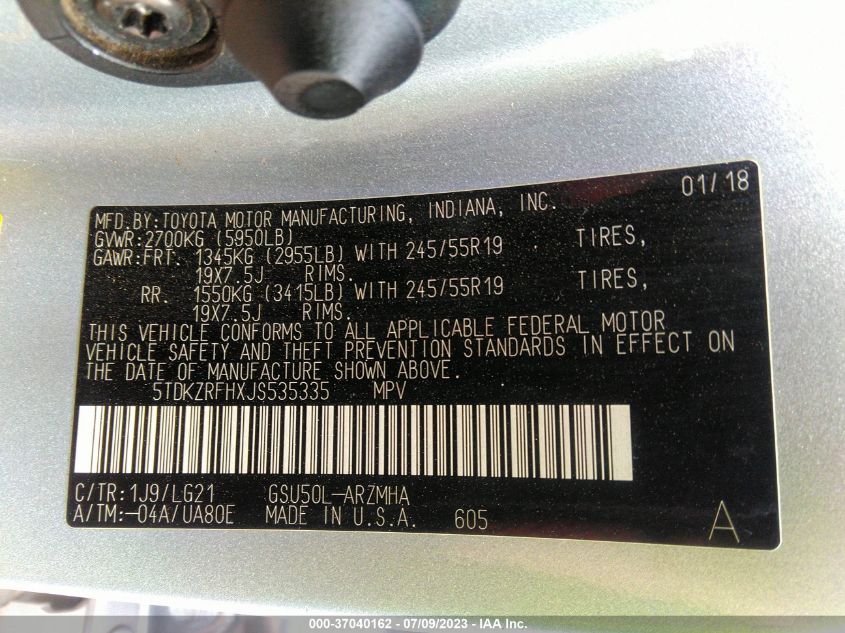 01/18
MFD.BY:TOYOTA MOTOR MANUFACTURING, INDIANA, INC.
GVWR:2700KG (5950LB)
GAWR:FRT. 1345KG (2955LB) WITH 245/55R19 TIRES,
19X7.5J RIMS.
RR. 1550KG (3415LB) WITH 245/55R19 TIRES,
19X7.5J RIMS.
THIS VEHICLE CONFORMS TO ALL APPLICABLE FEDERAL MOTOR
VEHICLE SAFETY AND THEFT PREVENTION STANDARDS IN EFFECT ON
THE DATE OF MANUFACTURE SHOWN ABOVE.
5TDKZRFHXJS535335 MPV
C/TR:1J9/LG21 GSU50L-ARZMHA
A/TM:-04A/UA80E MADE IN U.S.A. 605 A
000-37040162 - 07/09/2023 - IAA Inc.